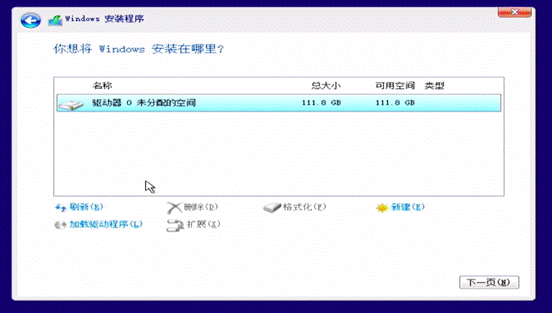 Windows 安装程序
你想将 Windows 安装在哪里?
名称 总大小 可用空间 类型
驱动器 0 未分配的空间 111.8 GB 111.8 GB
刷新(R) 删除(D) 格式化(F) 新建(E)
加载驱动程序(L) 扩展(X)
下一页(N)